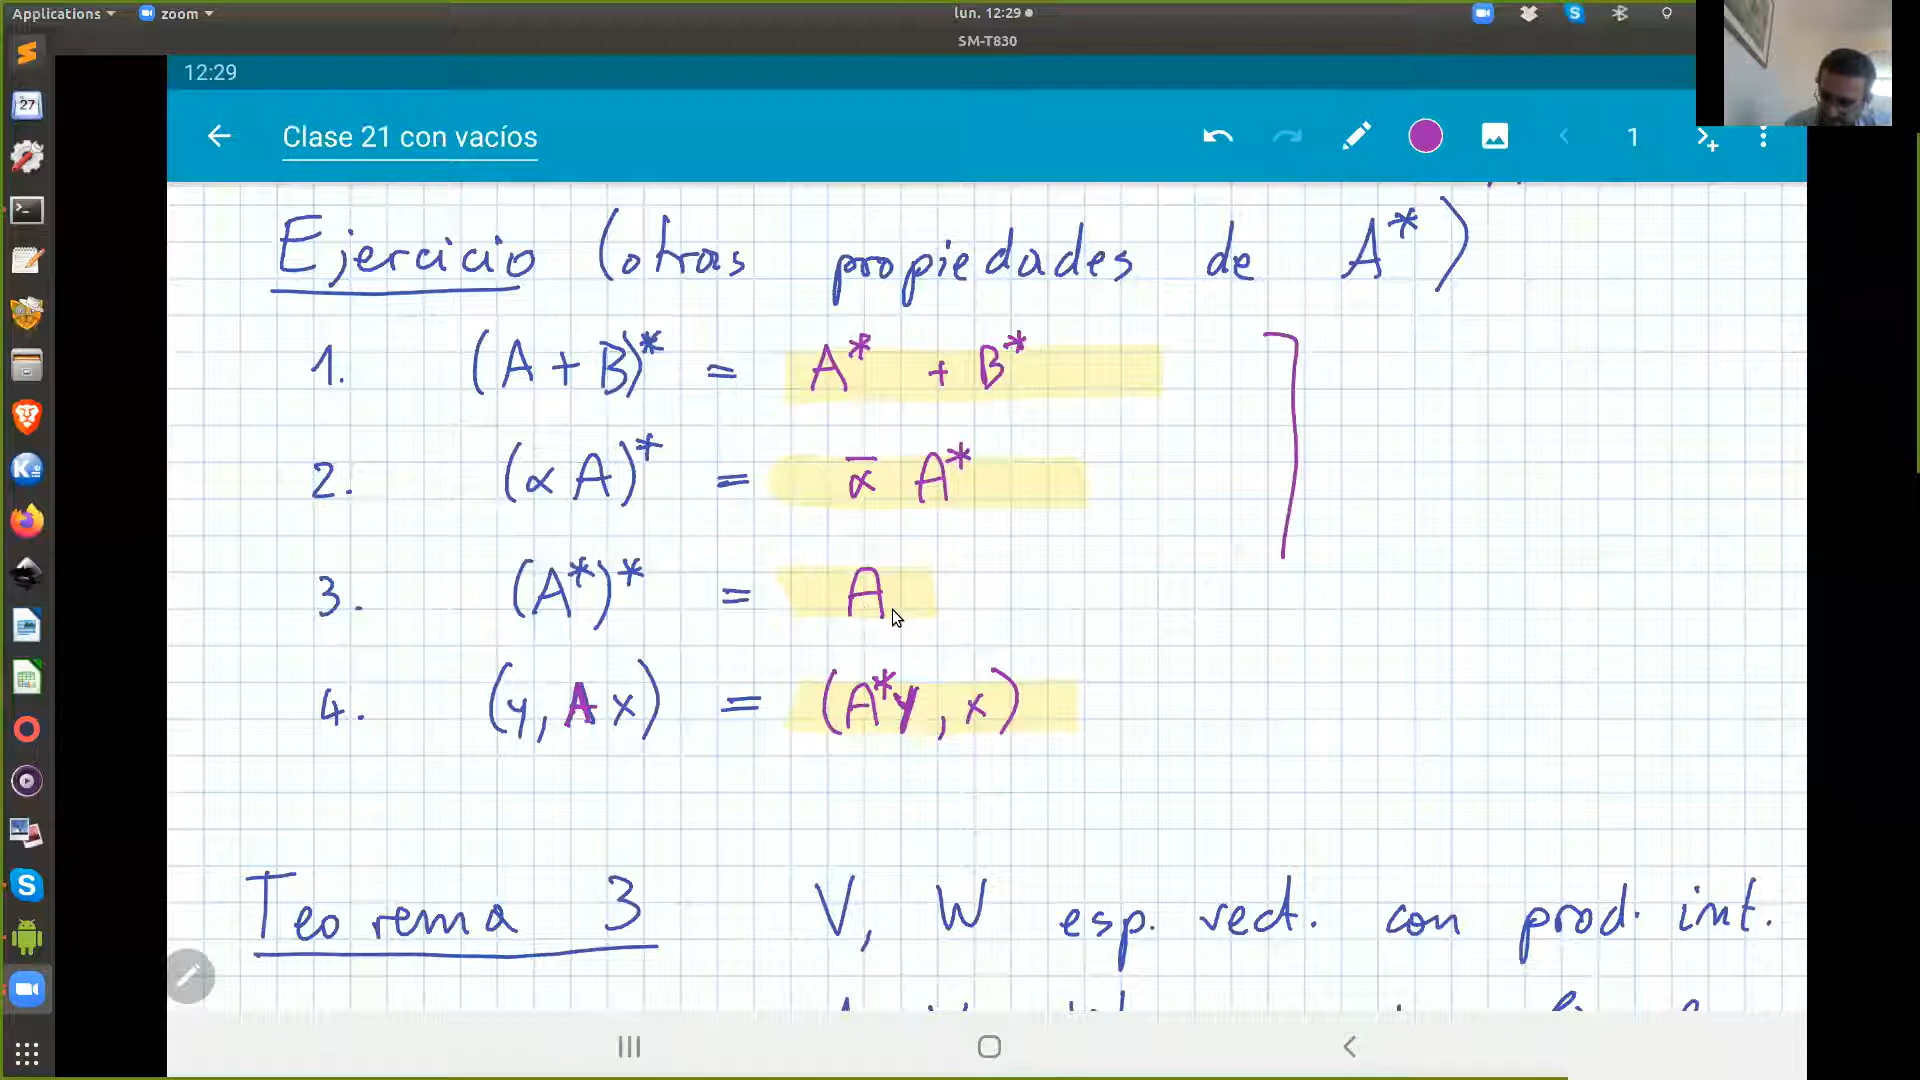 Applications zoom lun. 12:29
SM-T830
12:29
Clase 21 con vacíos 1
27
Ejercicio (otras propiedades de A*)
1. (A + B)* = A* + B*
2. (α A)* = ᾱ A*
3. (A*)* = A
4. (y, A x) = (A*y, x)
Teorema 3 V, W esp. vect. con prod. int.